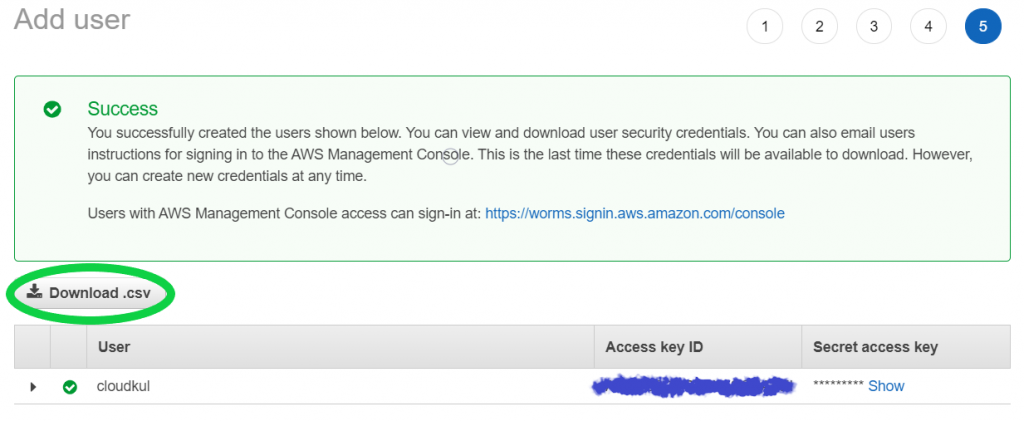 Add user
1 2 3 4 5
Success
You successfully created the users shown below. You can view and download user security credentials. You can also email users
instructions for signing in to the AWS Management Console. This is the last time these credentials will be available to download. However,
you can create new credentials at any time.
Users with AWS Management Console access can sign-in at: https://worms.signin.aws.amazon.com/console
Download .csv
User Access key ID Secret access key
cloudkul ********* Show